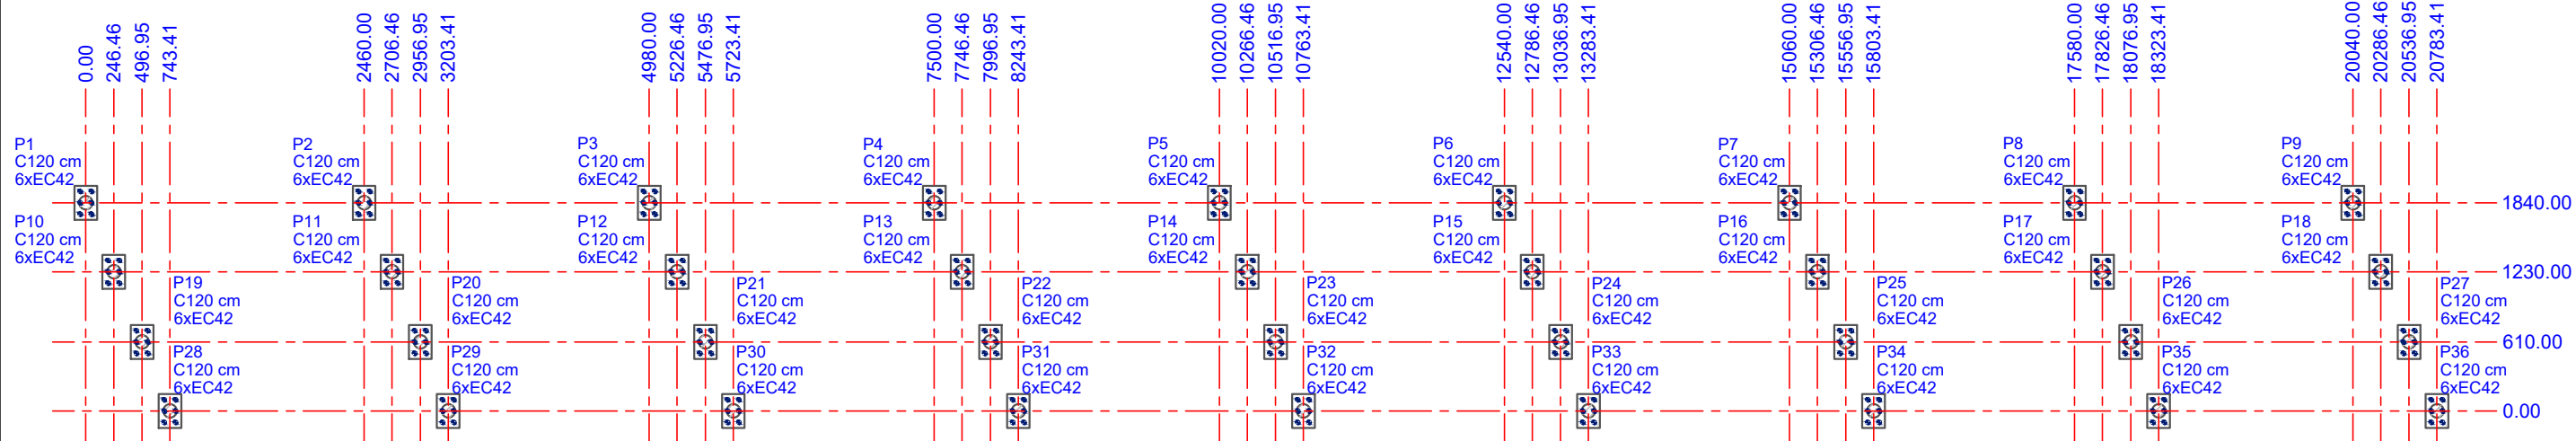 0.00
246.46
496.95
743.41
2460.00
2706.46
2956.95
3203.41
4980.00
5226.46
5476.95
5723.41
7500.00
7746.46
7996.95
8243.41
10020.00
10266.46
10516.95
10763.41
12540.00
12786.46
13036.95
13283.41
15060.00
15306.46
15556.95
15803.41
17580.00
17826.46
18076.95
18323.41
20040.00
20286.46
20536.95
20783.41
P1
C120 cm
6xEC42
P2
C120 cm
6xEC42
P3
C120 cm
6xEC42
P4
C120 cm
6xEC42
P5
C120 cm
6xEC42
P6
C120 cm
6xEC42
P7
C120 cm
6xEC42
P8
C120 cm
6xEC42
P9
C120 cm
6xEC42
1840.00
P10
C120 cm
6xEC42
P11
C120 cm
6xEC42
P12
C120 cm
6xEC42
P13
C120 cm
6xEC42
P14
C120 cm
6xEC42
P15
C120 cm
6xEC42
P16
C120 cm
6xEC42
P17
C120 cm
6xEC42
P18
C120 cm
6xEC42
1230.00
P19
C120 cm
6xEC42
P20
C120 cm
6xEC42
P21
C120 cm
6xEC42
P22
C120 cm
6xEC42
P23
C120 cm
6xEC42
P24
C120 cm
6xEC42
P25
C120 cm
6xEC42
P26
C120 cm
6xEC42
P27
C120 cm
6xEC42
610.00
P28
C120 cm
6xEC42
P29
C120 cm
6xEC42
P30
C120 cm
6xEC42
P31
C120 cm
6xEC42
P32
C120 cm
6xEC42
P33
C120 cm
6xEC42
P34
C120 cm
6xEC42
P35
C120 cm
6xEC42
P36
C120 cm
6xEC42
0.00